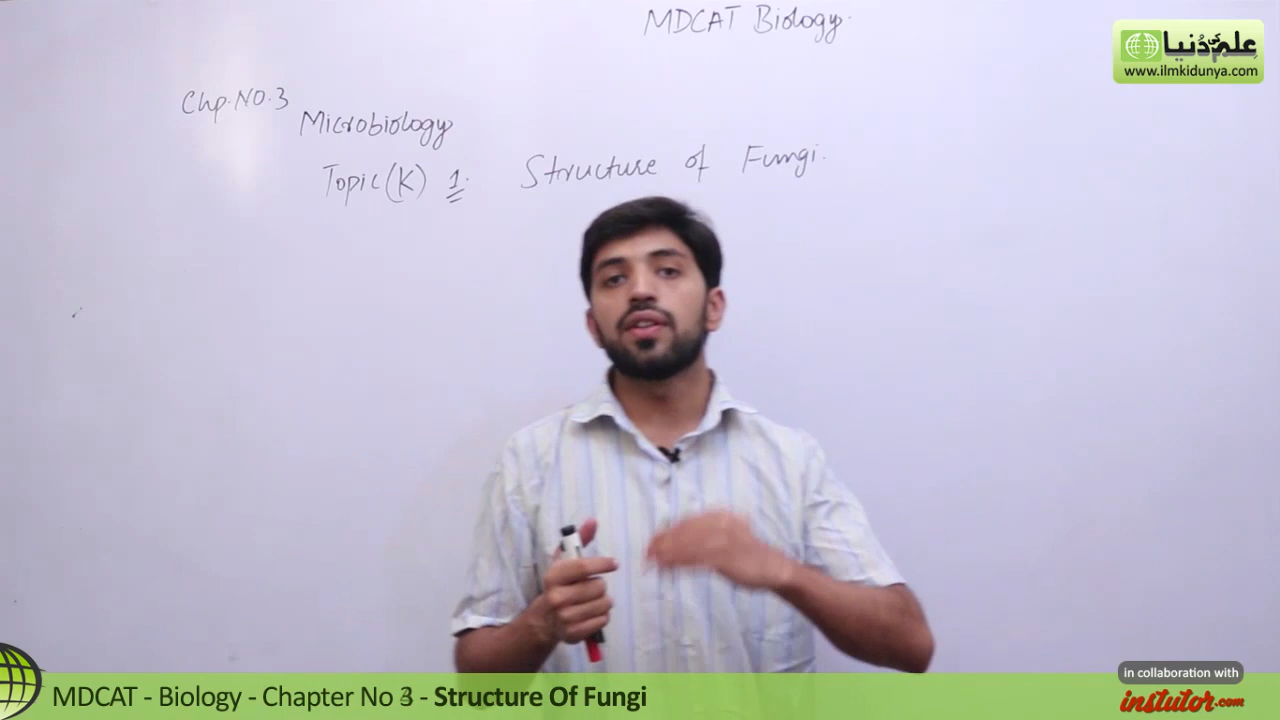 MDCAT Biology.
علم کی دُنیا
www.ilmkidunya.com
Chp. NO. 3
Microbiology
Topic (K) 1. Structure of Fungi.
MDCAT - Biology - Chapter No 3 - Structure Of Fungi
in collaboration with
instutor.com